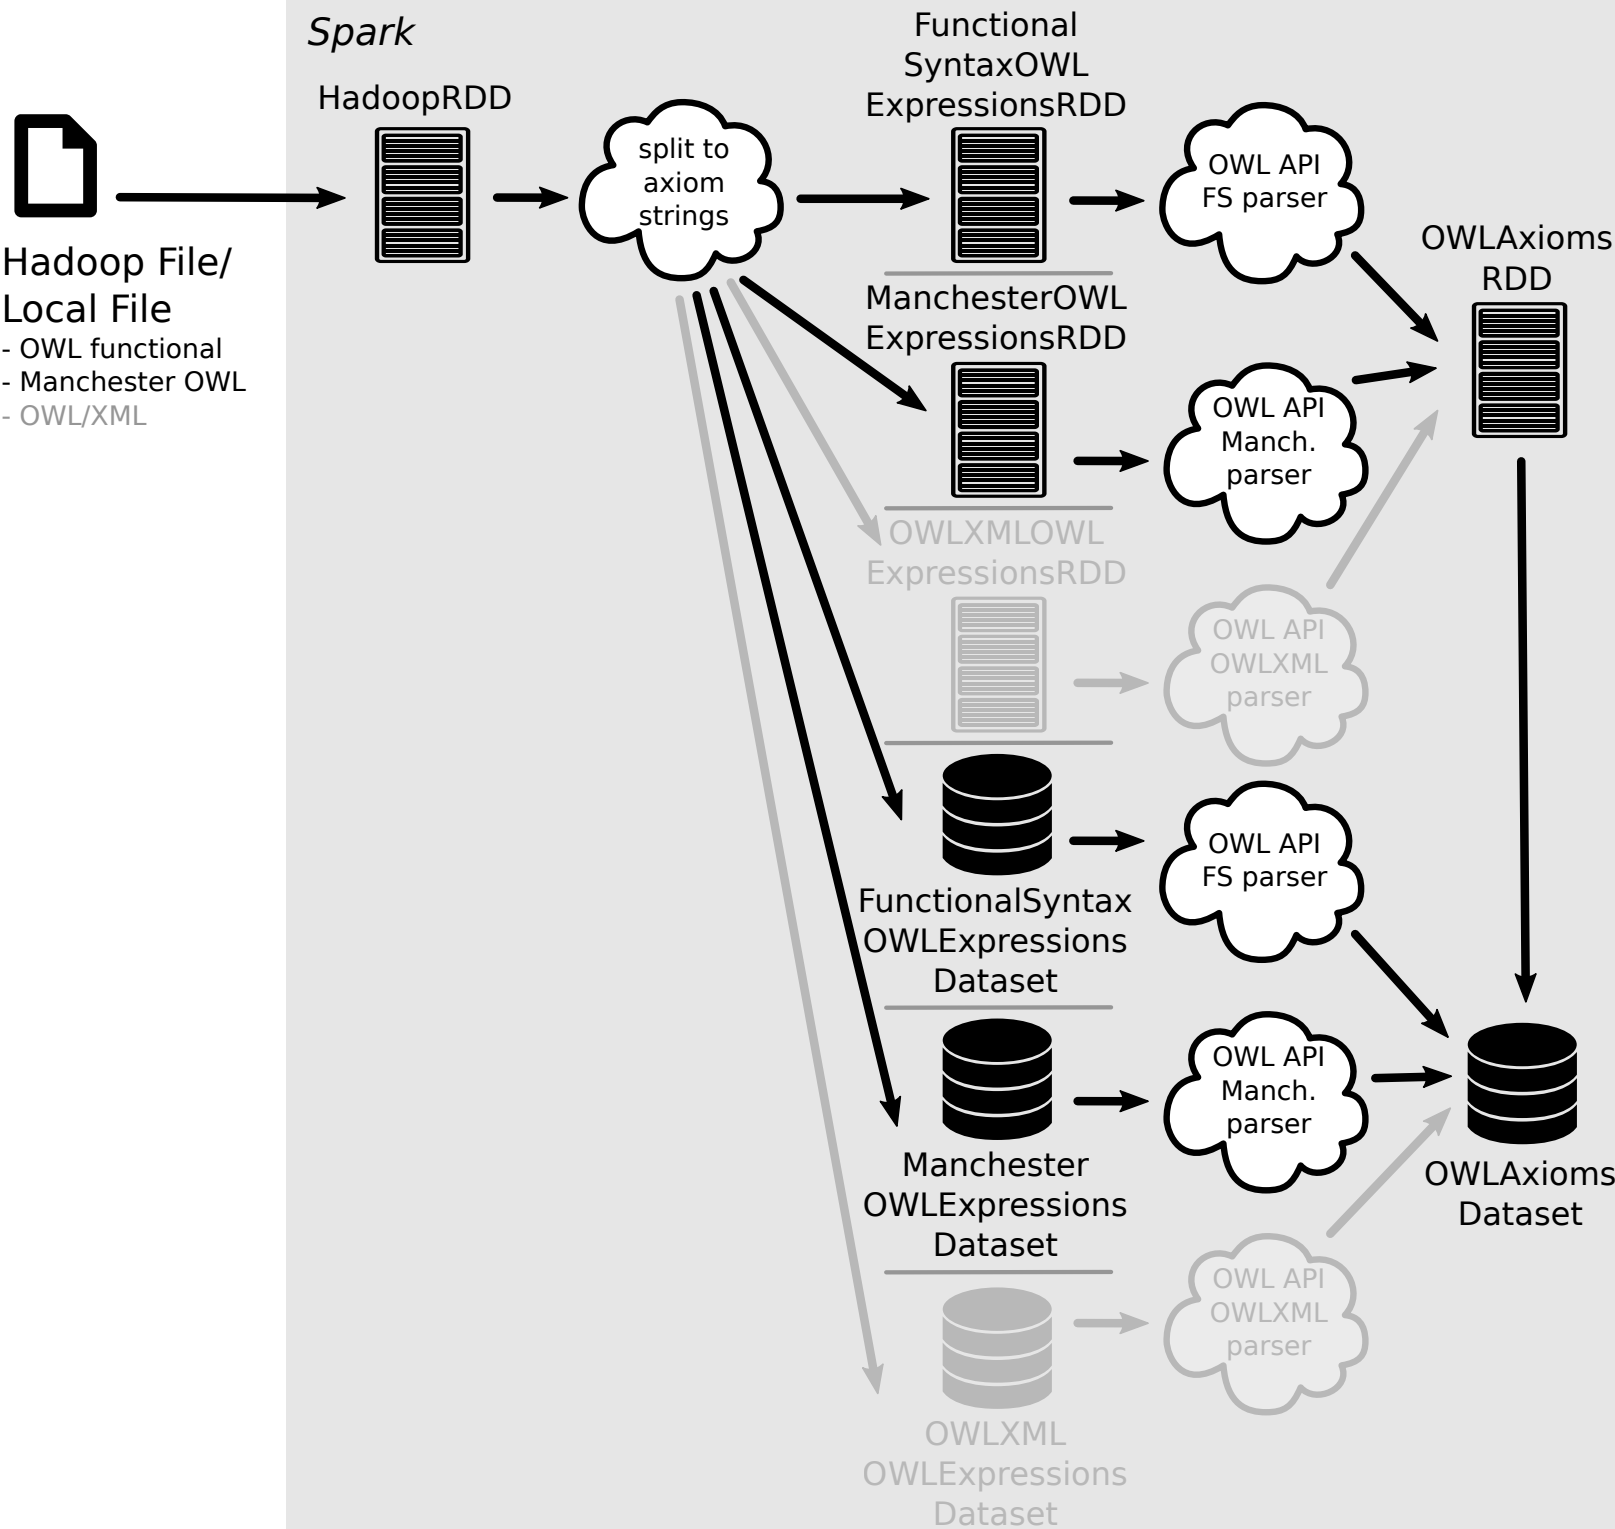 Spark
Hadoop File/
Local File
- OWL functional
- Manchester OWL
- OWL/XML
HadoopRDD
split to
axiom
strings
Functional
SyntaxOWL
ExpressionsRDD
OWL API
FS parser
ManchesterOWL
ExpressionsRDD
OWL API
Manch.
parser
OWLXMLOWL
ExpressionsRDD
OWL API
OWLXML
parser
OWLAxioms
RDD
FunctionalSyntax
OWLExpressions
Dataset
OWL API
FS parser
Manchester
OWLExpressions
Dataset
OWL API
Manch.
parser
OWLXML
OWLExpressions
Dataset
OWL API
OWLXML
parser
OWLAxioms
Dataset